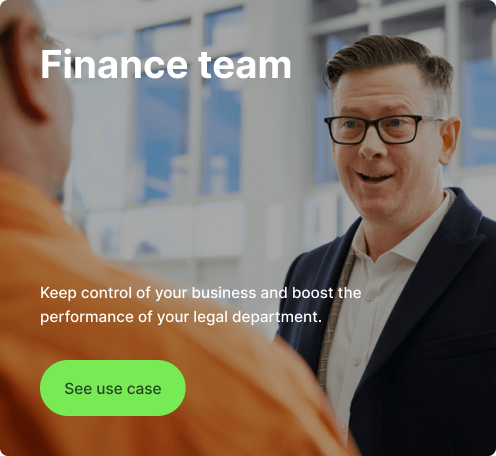 Finance team
Keep control of your business and boost the
performance of your legal department.
See use case